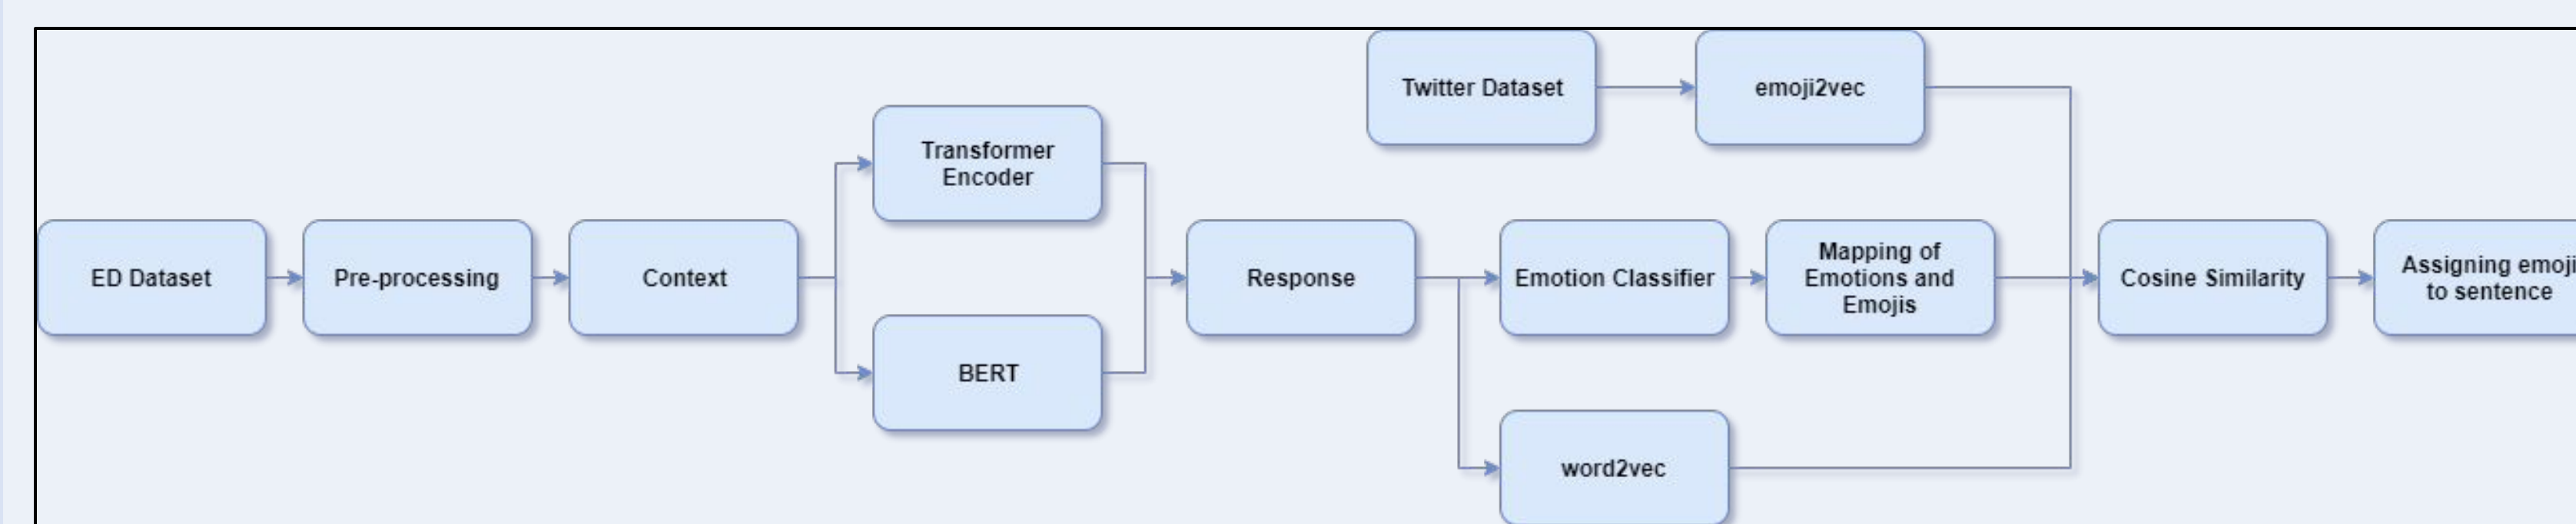 Twitter Dataset
emoji2vec
Transformer
Encoder
ED Dataset
Pre-processing
Context
Response
Emotion Classifier
Mapping of
Emotions and
Emojis
Cosine Similarity
Assigning emoji
to sentence
BERT
word2vec